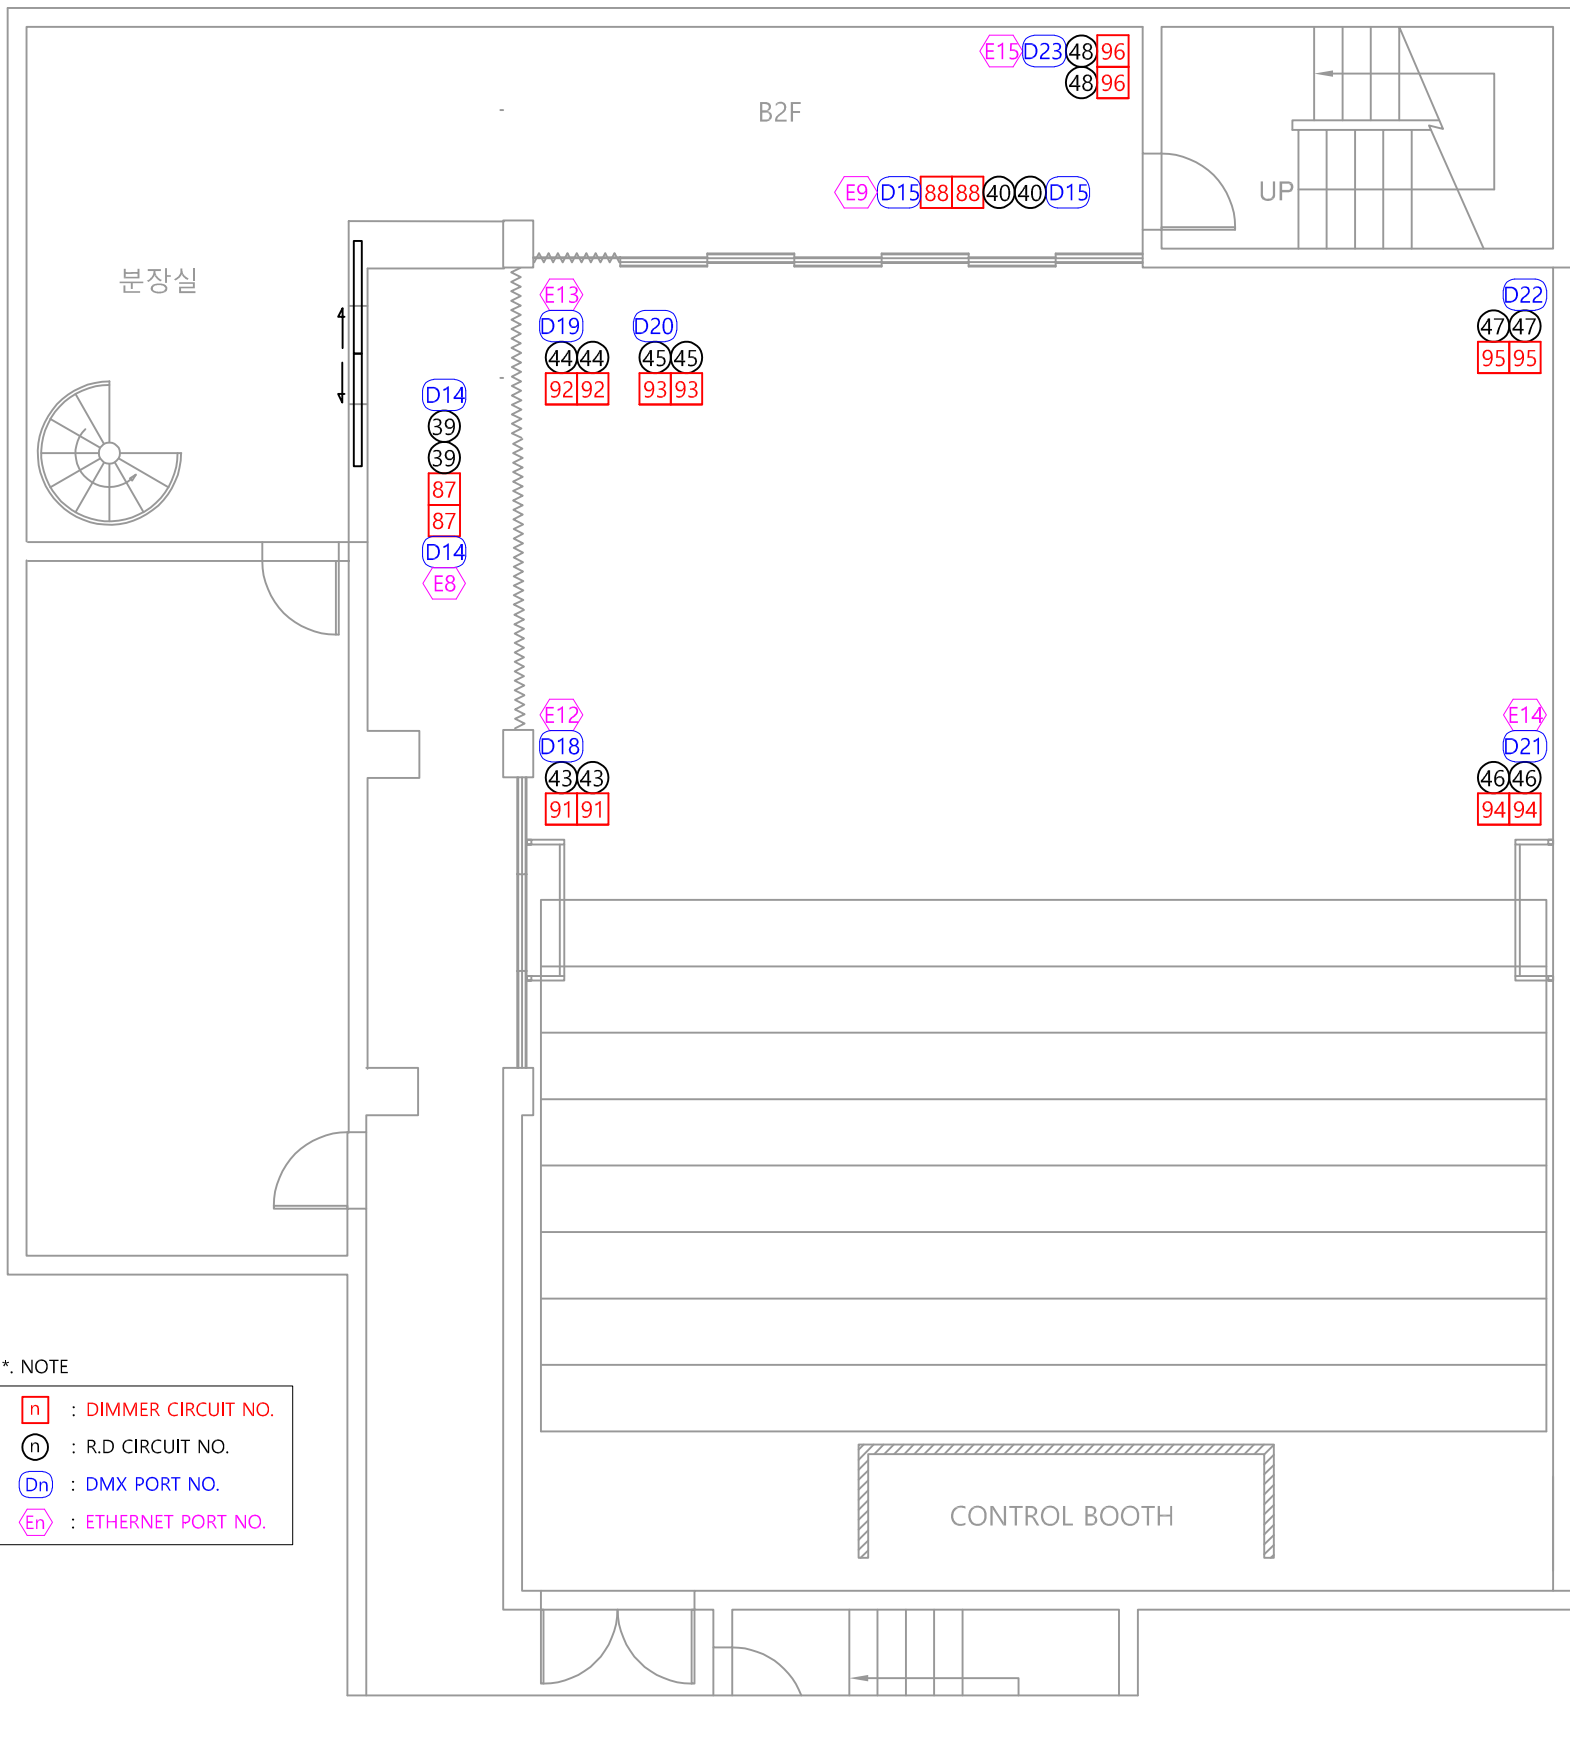 E15 D23 48 96
48 96
B2F
E9 D15 88 88 40 40 D15
UP
분장실
E13
D19 D20
44 44 45 45
92 92 93 93
D22
47 47
95 95
D14
39
39
87
87
D14
E8
E12
D18
43 43
91 91
E14
D21
46 46
94 94
*. NOTE
n : DIMMER CIRCUIT NO.
n : R.D CIRCUIT NO.
Dn : DMX PORT NO.
En : ETHERNET PORT NO.
CONTROL BOOTH